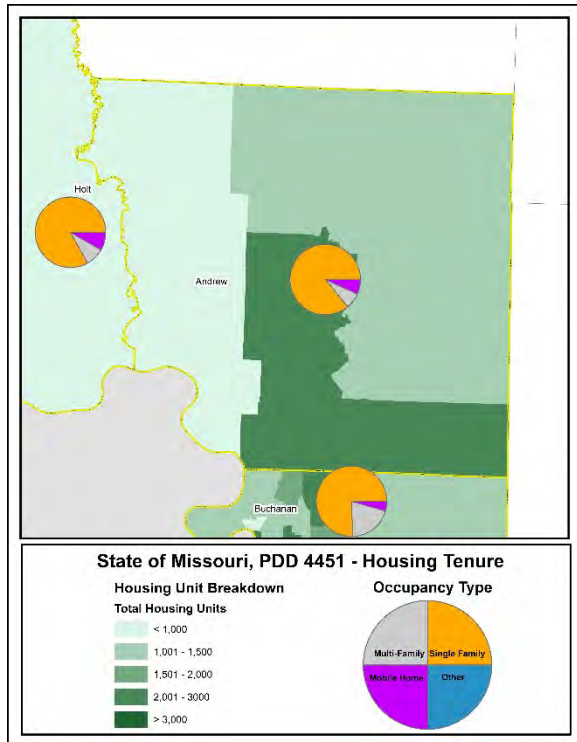 Holt
Andrew
Buchanan
State of Missouri, PDD 4451 - Housing Tenure
Housing Unit Breakdown
Total Housing Units
< 1,000
1,001 - 1,500
1,501 - 2,000
2,001 - 3000
> 3,000
Occupancy Type
Multi-Family
Single Family
Mobile Home
Other